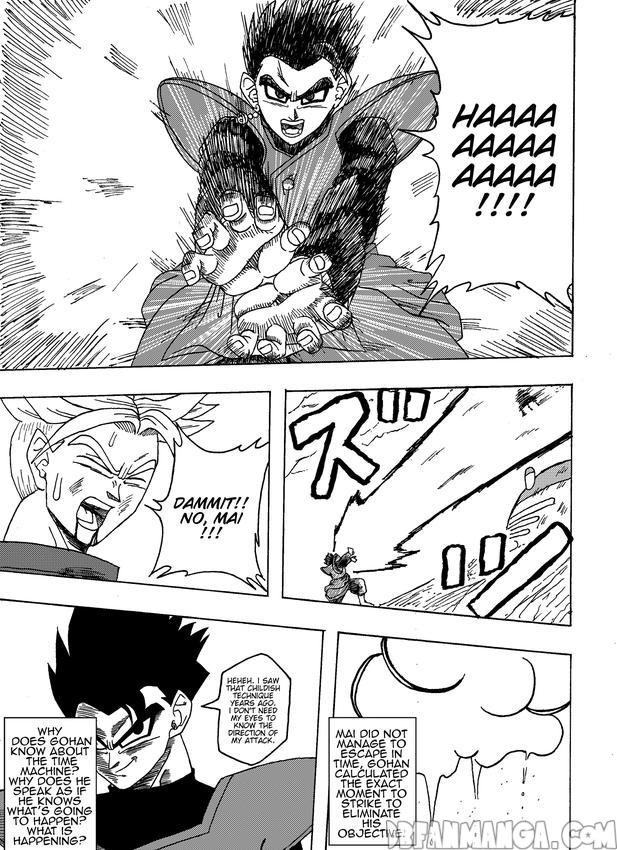 HAAAA
AAAAA
AAAAA
!!!!
ズ
ツ
DAMMIT!!
NO, MAI
!!!
MAI DID NOT
MANAGE TO
ESCAPE IN
TIME, GOHAN
CALCULATED
THE EXACT
MOMENT TO
STRIKE TO
ELIMINATE
HIS
OBJECTIVE!
HEHEH. I SAW
THAT CHILDISH
TECHNIQUE
YEARS AGO.
I DON'T NEED
MY EYES TO
KNOW THE
DIRECTION OF
MY ATTACK.
WHY
DOES GOHAN
KNOW ABOUT
THE TIME
MACHINE?
WHY DOES HE
SPEAK AS IF
HE KNOWS
WHAT'S GOING
TO HAPPEN?
WHAT IS
HAPPENING?
DBFANMANGA.COM